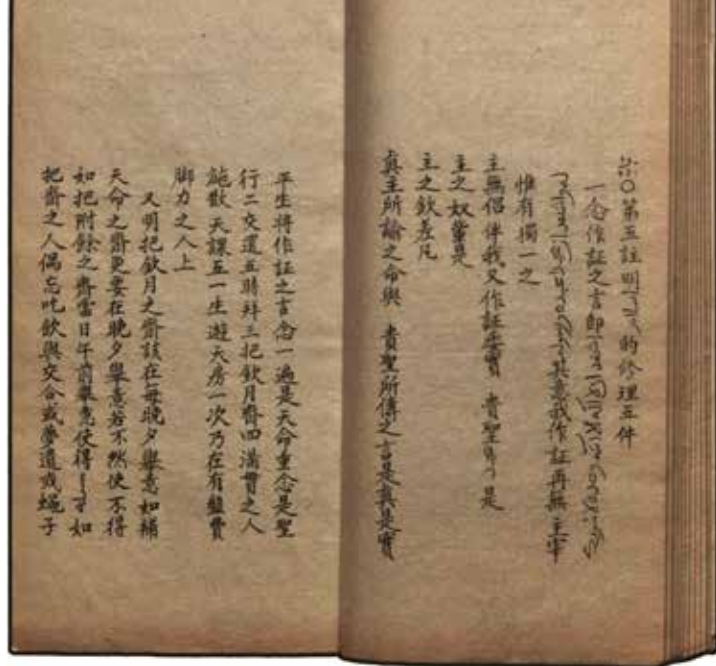 〇第五註明的修理五件
一念作証之言即
其意我作証再無主宰
惟有獨一之
主無侶伴我又作証委實 貴聖是
主之奴僕是
主之欽差凡
真主所諭之命與 貴聖所傳之言是真是實
平生將作証之言念一遍是天命重念是聖
行二交還五時拜三把欽月齋四滿貫之人
施散天課五一生遊天房一次乃在有盤費
脚力之人上
又明把欽月之齋該在每晚夕舉意如補
天命之齋更要在晚夕舉意若不然使不得
如把附餘之齋當日午前舉意使得如
把齋之人偶忘吃飲與交合或夢遺或蠅子